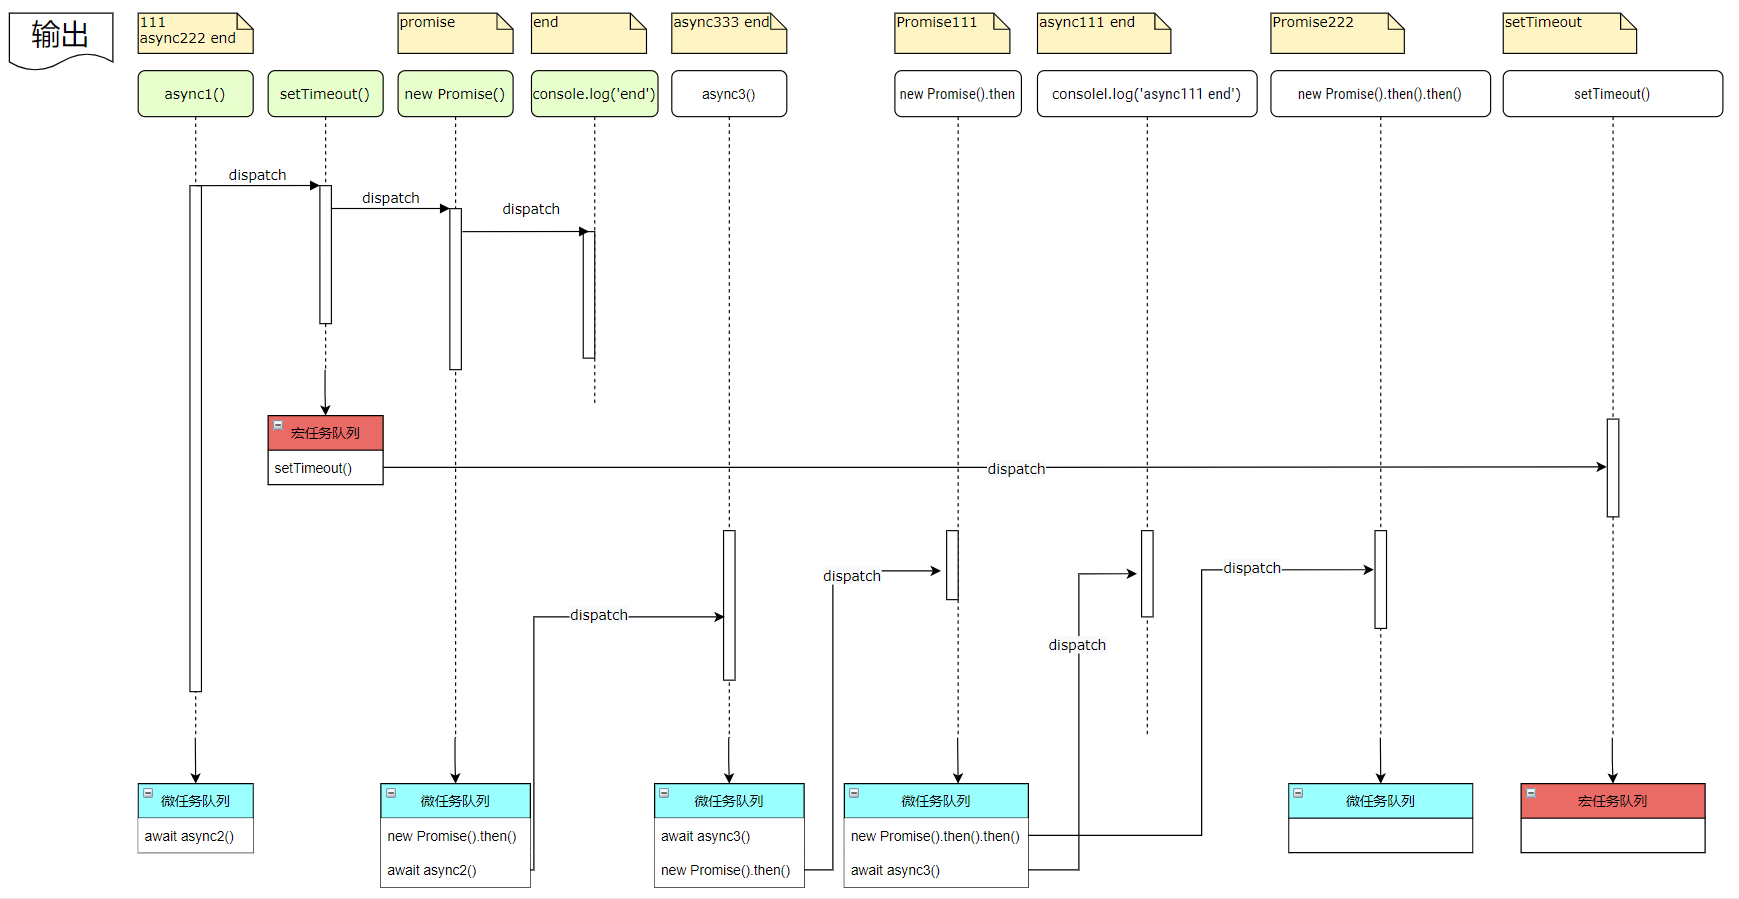 输出
111
async222 end
promise
end
async333 end
Promise111
async111 end
Promise222
setTimeout
async1()
setTimeout()
new Promise()
console.log('end')
async3()
new Promise().then
consolel.log('async111 end')
new Promise().then.then()
setTimeout()
dispatch
dispatch
dispatch
宏任务队列
setTimeout()
dispatch
dispatch
dispatch
dispatch
dispatch
微任务队列
await async2()
微任务队列
new Promise().then()
await async2()
微任务队列
await async3()
new Promise().then()
微任务队列
new Promise().then().then()
await async3()
微任务队列
宏任务队列